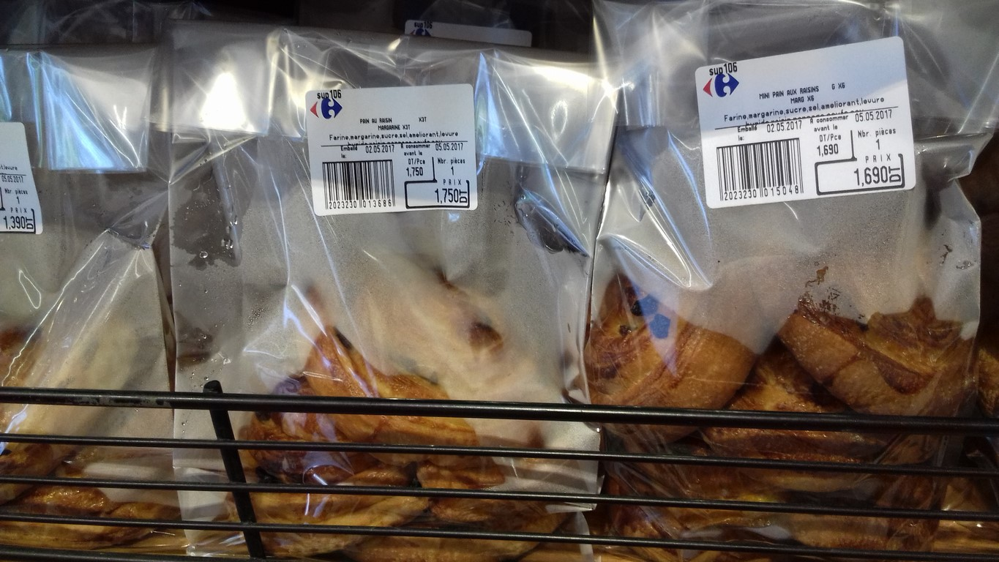 sup106
t,levure
05.05.2017
Nbr. pièces
1
PRIX
1,390DT
sup106
PAIN AU RAISIN X3T
MARGARINE X3T
Farine,margarine,sucre,sel,ameliorant,levure
Emballé le: 02.05.2017 A consommer avant le 05.05.2017
DT/Pce Nbr. pièces
1,750 1
PRIX
1,750DT
2023230 013686
sup106
MINI PAIN AUX RAISINS G X6
MARG X6
Farine,margarine,sucre,sel,ameliorant,levure
Emballé le: 02.05.2017 A consommer avant le 05.05.2017
DT/Pce Nbr. pièces
1,690 1
PRIX
1,690DT
2023230 015048